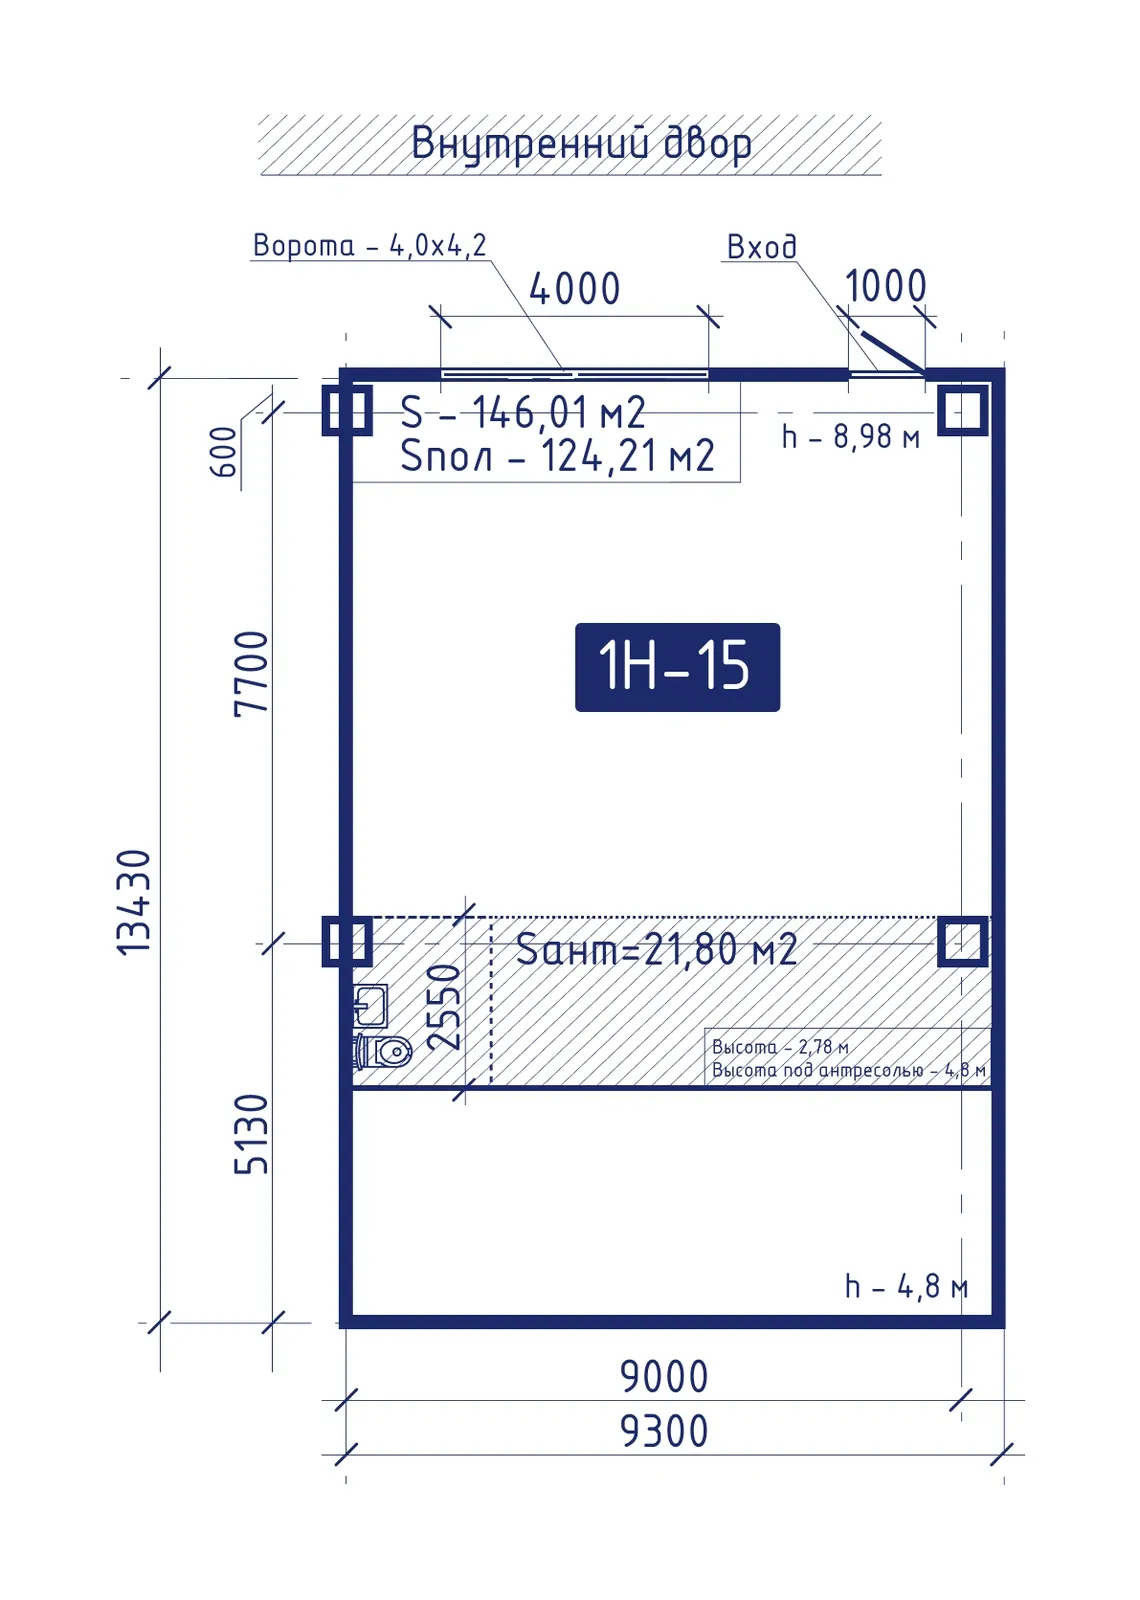 Внутренний двор
Ворота – 4,0х4,2
Вход
4000
1000
S – 146,01 м2
Sпол – 124,21 м2
h – 8,98 м
600
7700
1Н-15
13430
Sант=21,80 м2
2550
Высота – 2,78 м
Высота под антресолью – 4,8 м
5130
h – 4,8 м
9000
9300